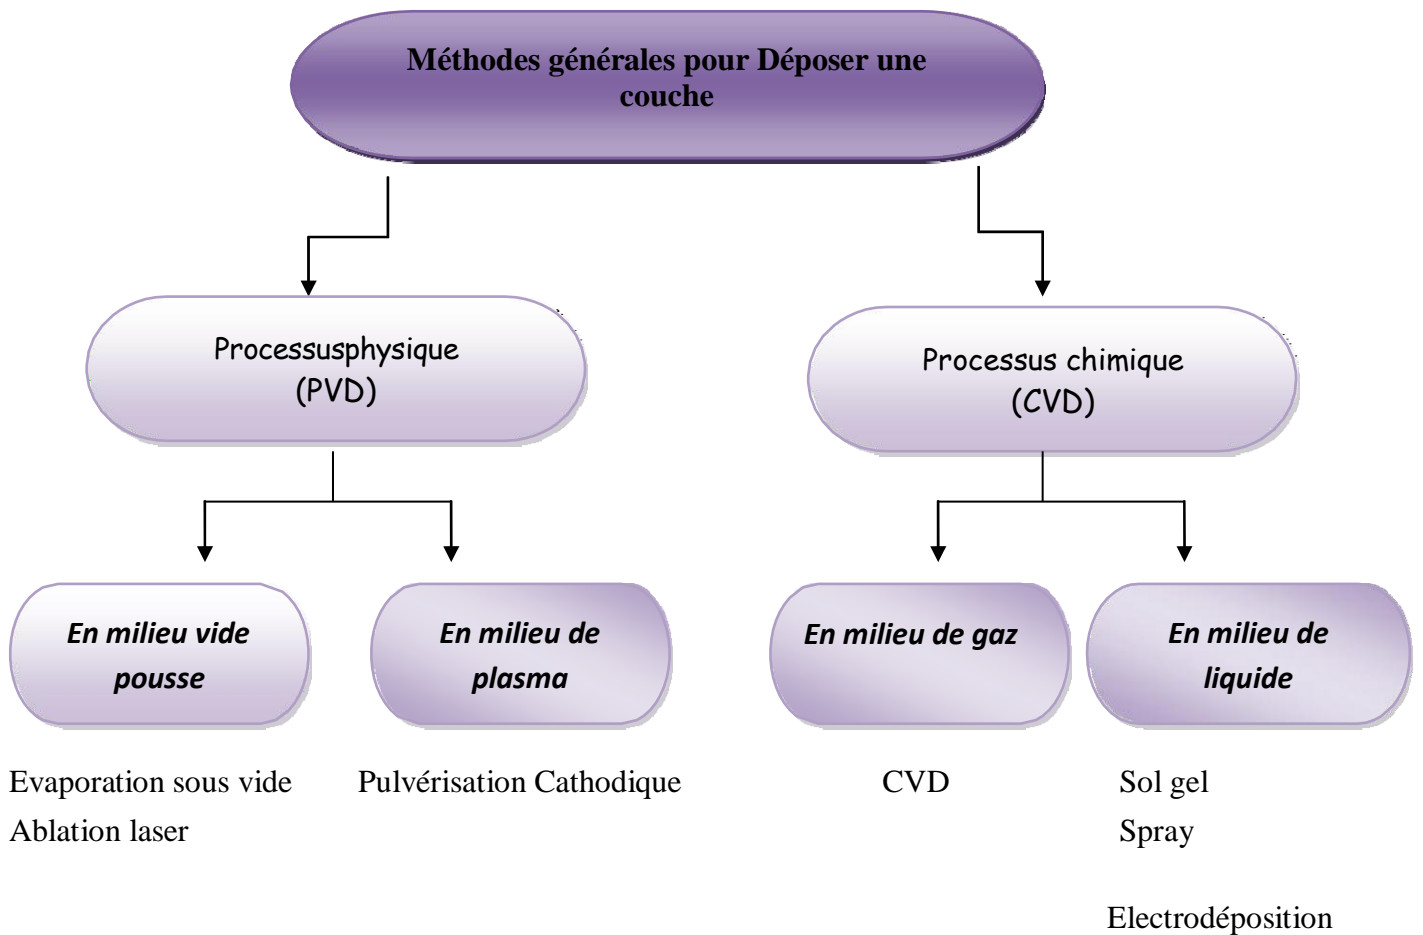 Méthodes générales pour Déposer une
couche
Processusphysique
(PVD)
Processus chimique
(CVD)
En milieu vide
pousse
En milieu de
plasma
En milieu de gaz
En milieu de
liquide
Evaporation sous vide
Ablation laser
Pulvérisation Cathodique
CVD
Sol gel
Spray
Electrodéposition